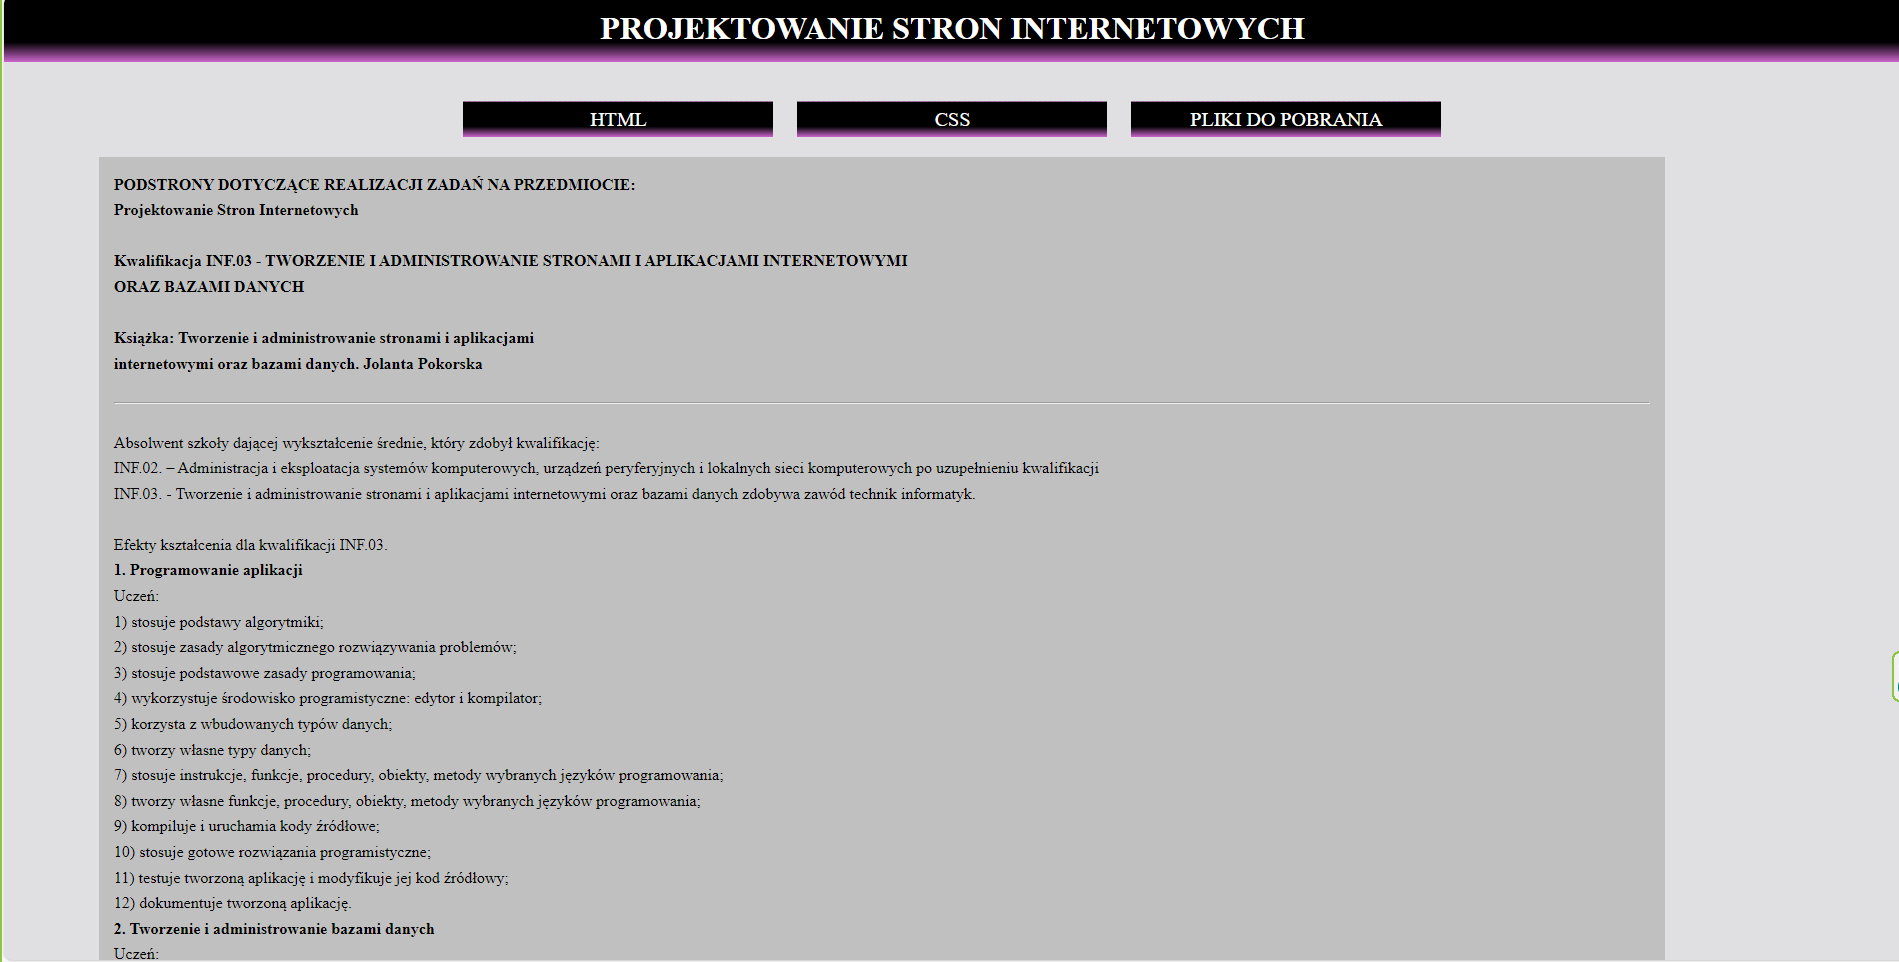 PROJEKTOWANIE STRON INTERNETOWYCH
HTML
CSS
PLIKI DO POBRANIA
PODSTRONY DOTYCZĄCE REALIZACJI ZADAŃ NA PRZEDMIOCIE:
Projektowanie Stron Internetowych
Kwalifikacja INF.03 - TWORZENIE I ADMINISTROWANIE STRONAMI I APLIKACJAMI INTERNETOWYMI
ORAZ BAZAMI DANYCH
Książka: Tworzenie i administrowanie stronami i aplikacjami
internetowymi oraz bazami danych. Jolanta Pokorska
Absolwent szkoły dającej wykształcenie średnie, który zdobył kwalifikację:
INF.02. – Administracja i eksploatacja systemów komputerowych, urządzeń peryferyjnych i lokalnych sieci komputerowych po uzupełnieniu kwalifikacji
INF.03. - Tworzenie i administrowanie stronami i aplikacjami internetowymi oraz bazami danych zdobywa zawód technik informatyk.
Efekty kształcenia dla kwalifikacji INF.03.
1. Programowanie aplikacji
Uczeń:
1) stosuje podstawy algorytmiki;
2) stosuje zasady algorytmicznego rozwiązywania problemów;
3) stosuje podstawowe zasady programowania;
4) wykorzystuje środowisko programistyczne: edytor i kompilator;
5) korzysta z wbudowanych typów danych;
6) tworzy własne typy danych;
7) stosuje instrukcje, funkcje, procedury, obiekty, metody wybranych języków programowania;
8) tworzy własne funkcje, procedury, obiekty, metody wybranych języków programowania;
9) kompiluje i uruchamia kody źródłowe;
10) stosuje gotowe rozwiązania programistyczne;
11) testuje tworzoną aplikację i modyfikuje jej kod źródłowy;
12) dokumentuje tworzoną aplikację.
2. Tworzenie i administrowanie bazami danych
Uczeń: